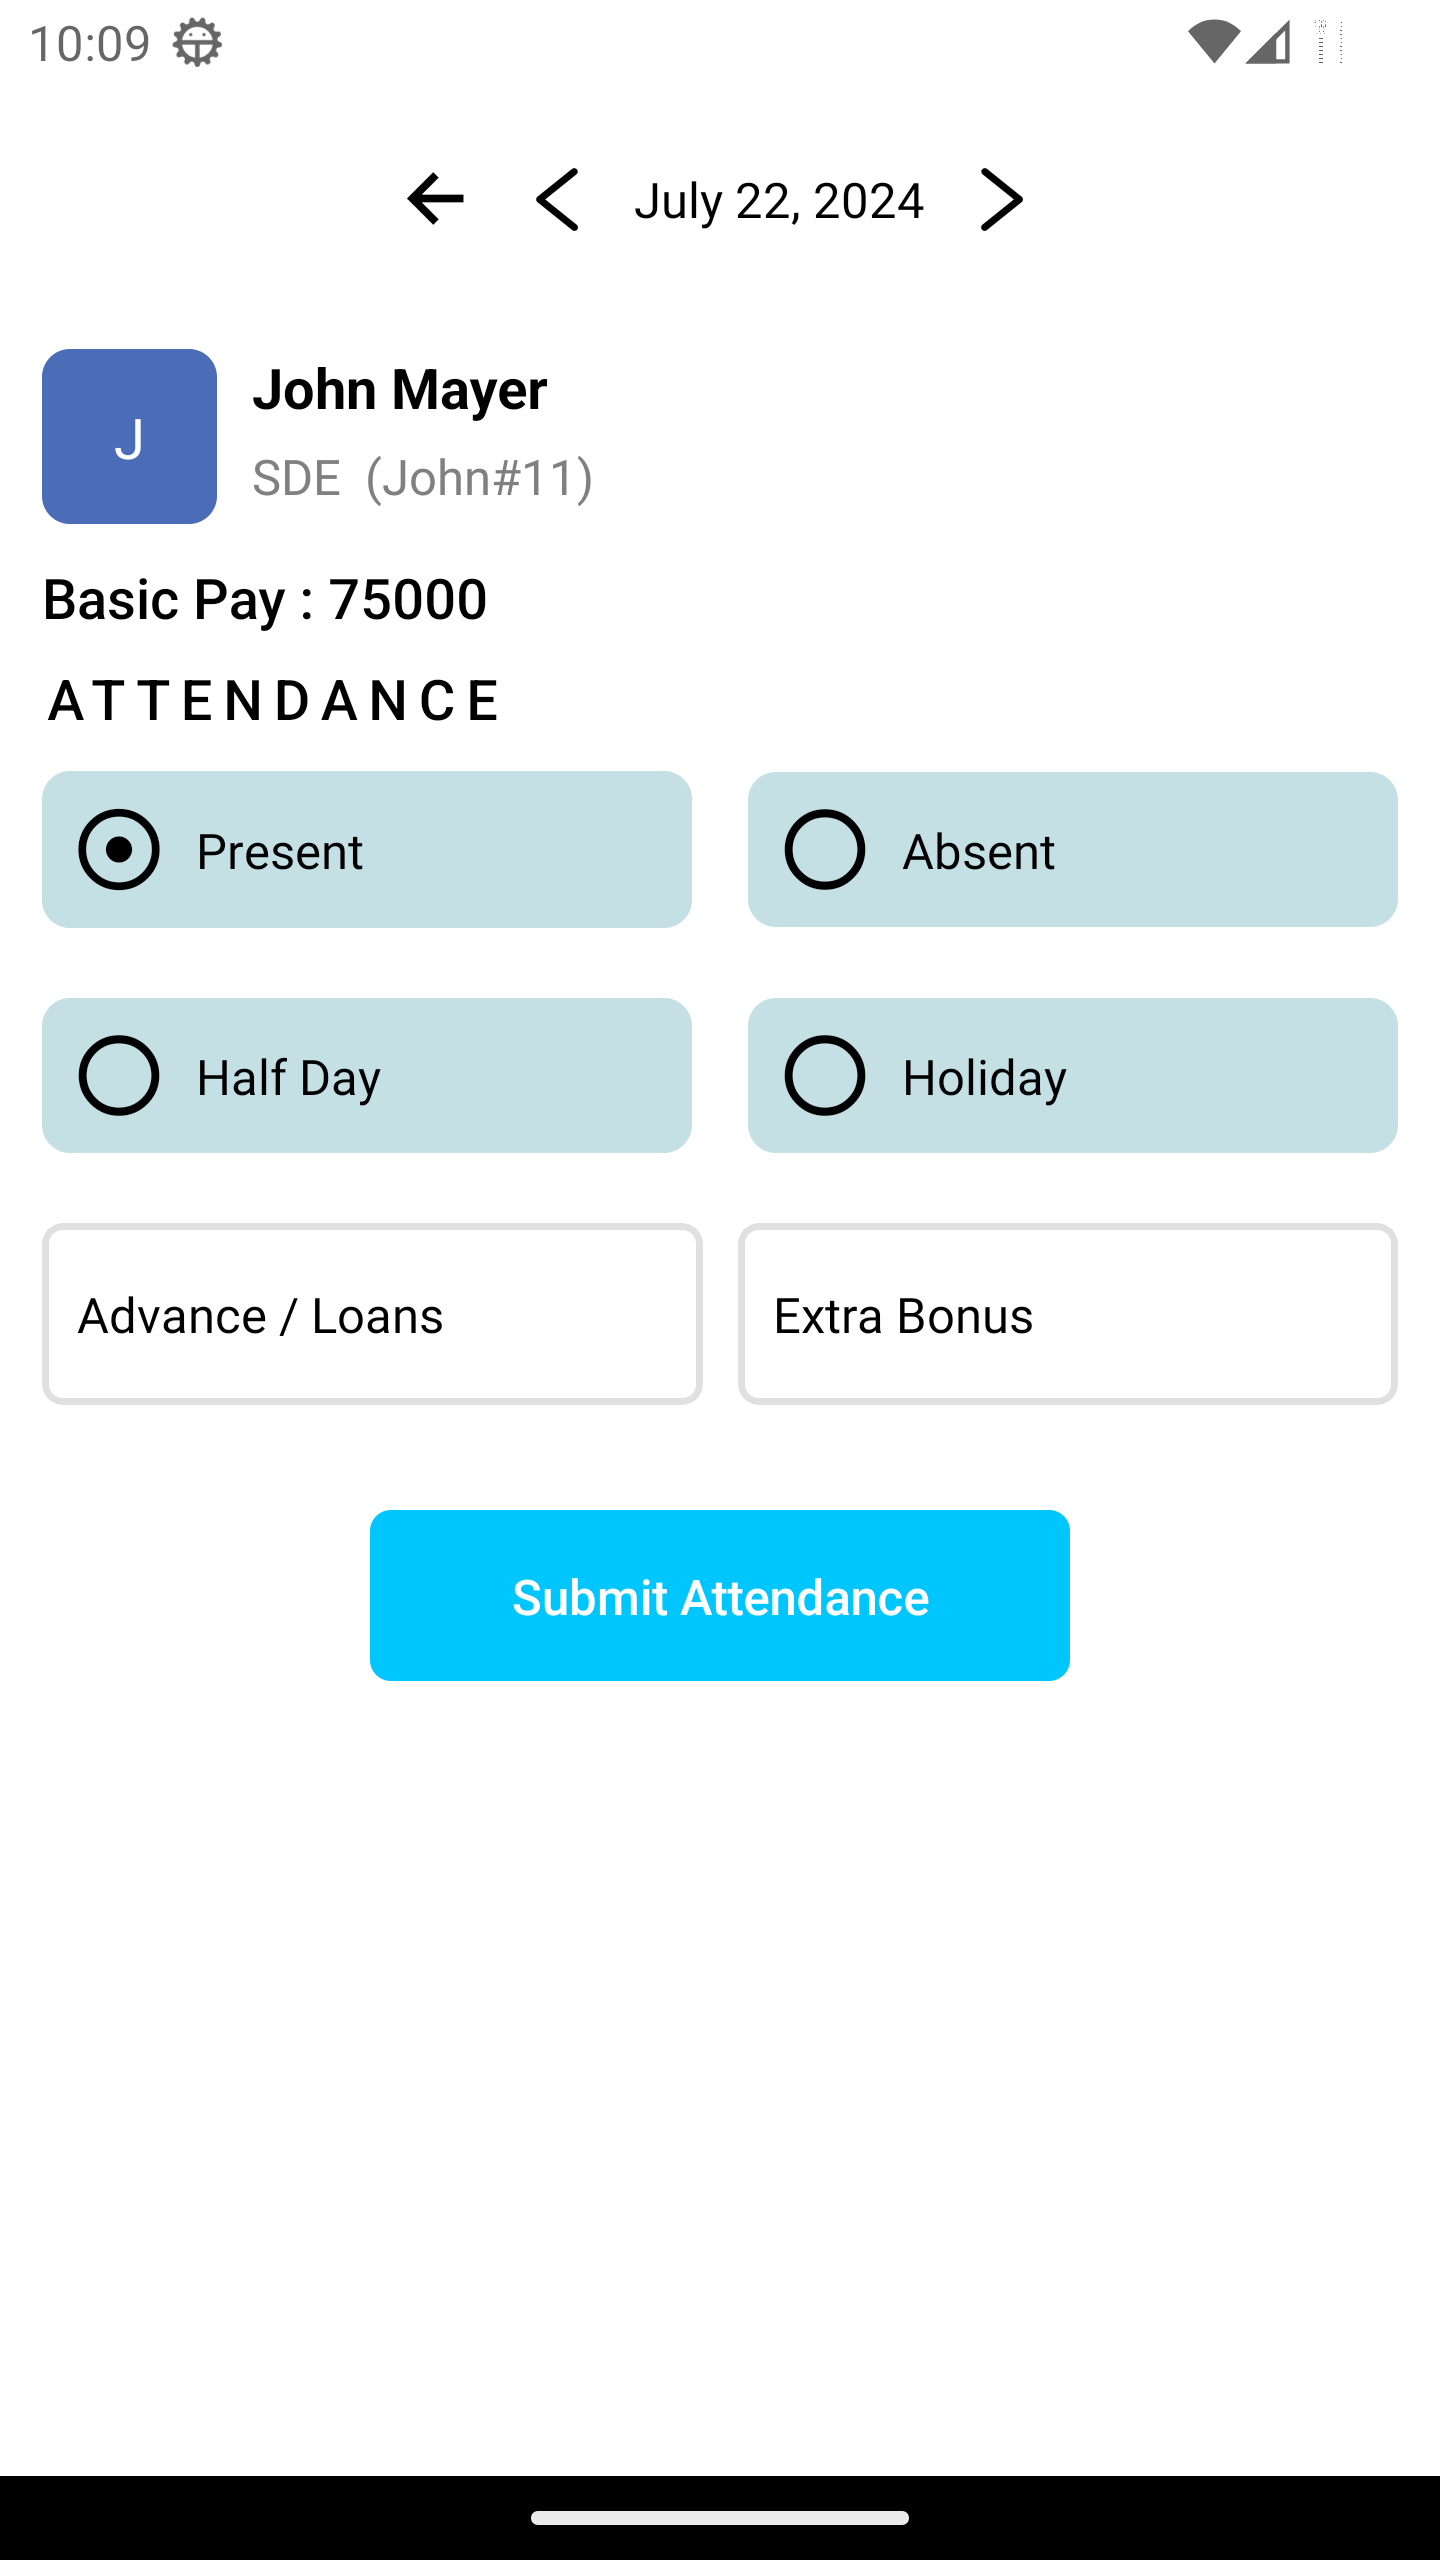 10:09
July 22, 2024
J
John Mayer
SDE (John#11)
Basic Pay : 75000
ATTENDANCE
Present
Absent
Half Day
Holiday
Advance / Loans
Extra Bonus
Submit Attendance